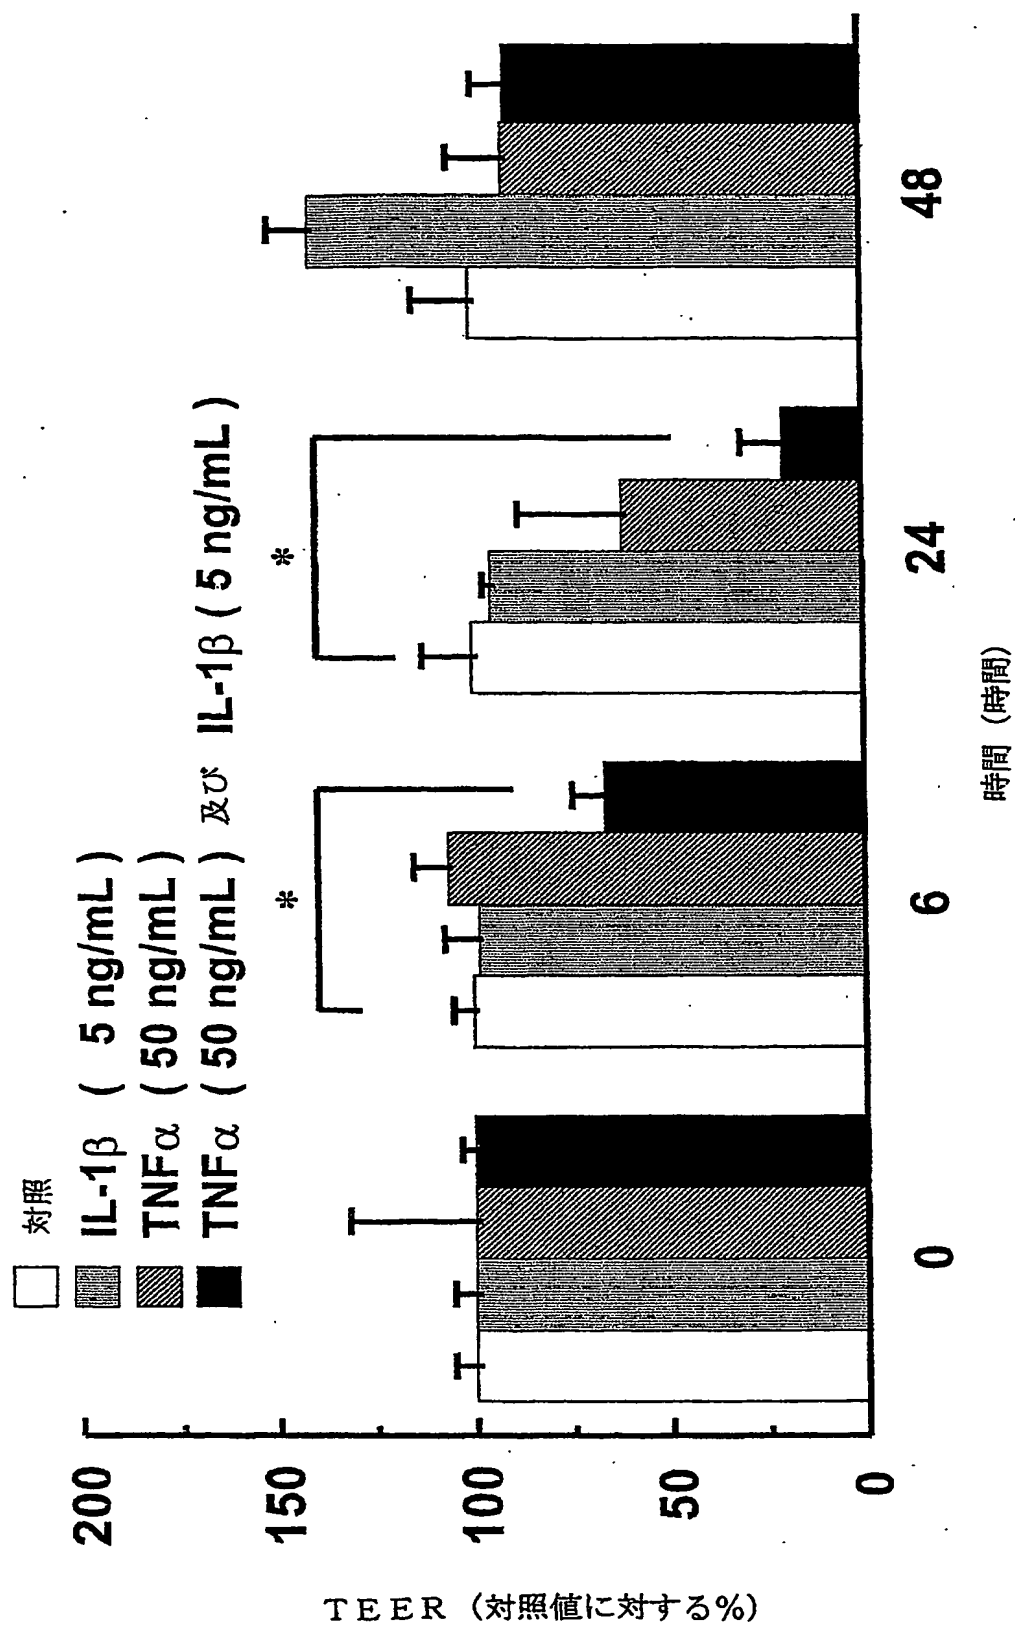 対照
IL-1β ( 5 ng/mL )
TNFα ( 50 ng/mL )
TNFα ( 50 ng/mL ) 及び IL-1β ( 5 ng/mL )
* *
200
150
100
50
0
0 6 24 48
時間 (時間)
TEER (対照値に対する%)